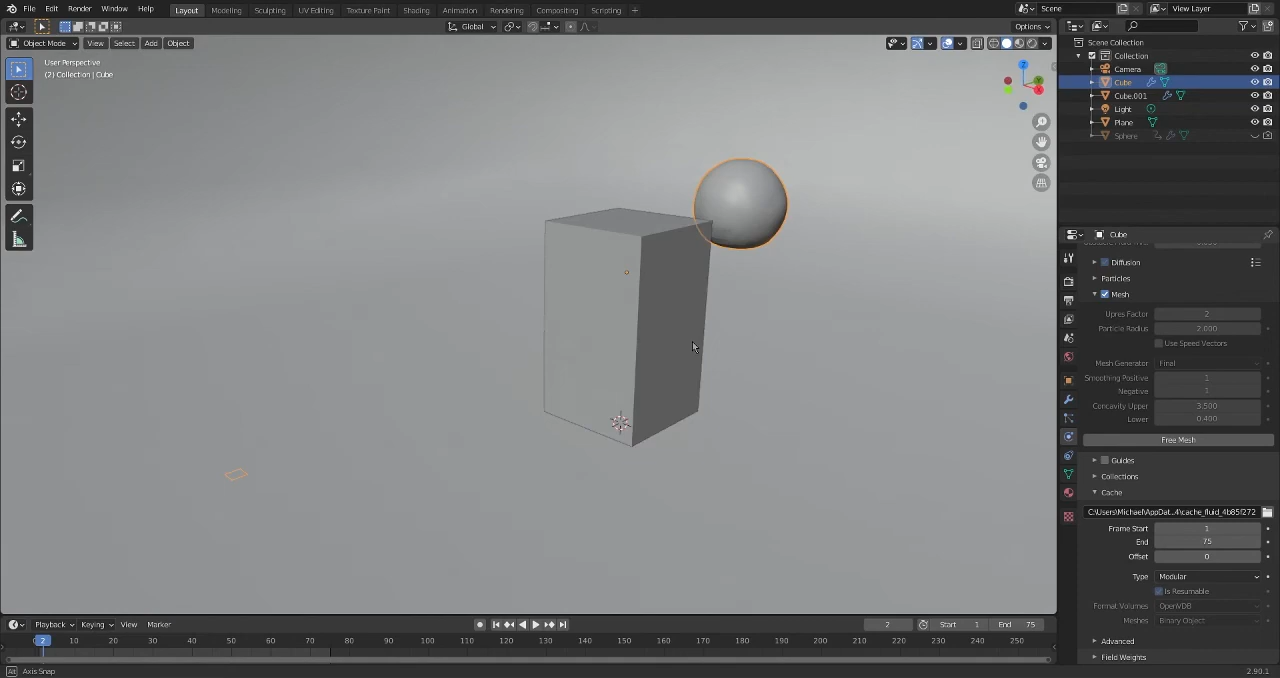 File Edit Render Window Help
Layout Modeling Sculpting UV Editing Texture Paint Shading Animation Rendering Compositing Scripting +
Scene
View Layer
Global
Options
Object Mode View Select Add Object
User Perspective
(2) Collection | Cube
Z
Y
X
Scene Collection
Collection
Camera
Cube
Cube.001
Light
Plane
Sphere
Cube
Diffusion
Particles
Mesh
Upres Factor 2
Particle Radius 2.000
Use Speed Vectors
Mesh Generator Final
Smoothing Positive 1
Negative 1
Concavity Upper 3.500
Lower 0.400
Free Mesh
Guides
Collections
Cache
C:\Users\Michael\AppDat..4\cache_fluid_4b85f272
Frame Start 1
End 75
Offset 0
Type Modular
Is Resumable
Format Volumes OpenVDB
Meshes Binary Object
Advanced
Field Weights
Playback Keying View Marker
2
Start 1 End 75
2 10 20 30 40 50 60 70 80 90 100 110 120 130 140 150 160 170 180 190 200 210 220 230 240 250
Alt Axis Snap
2.90.1